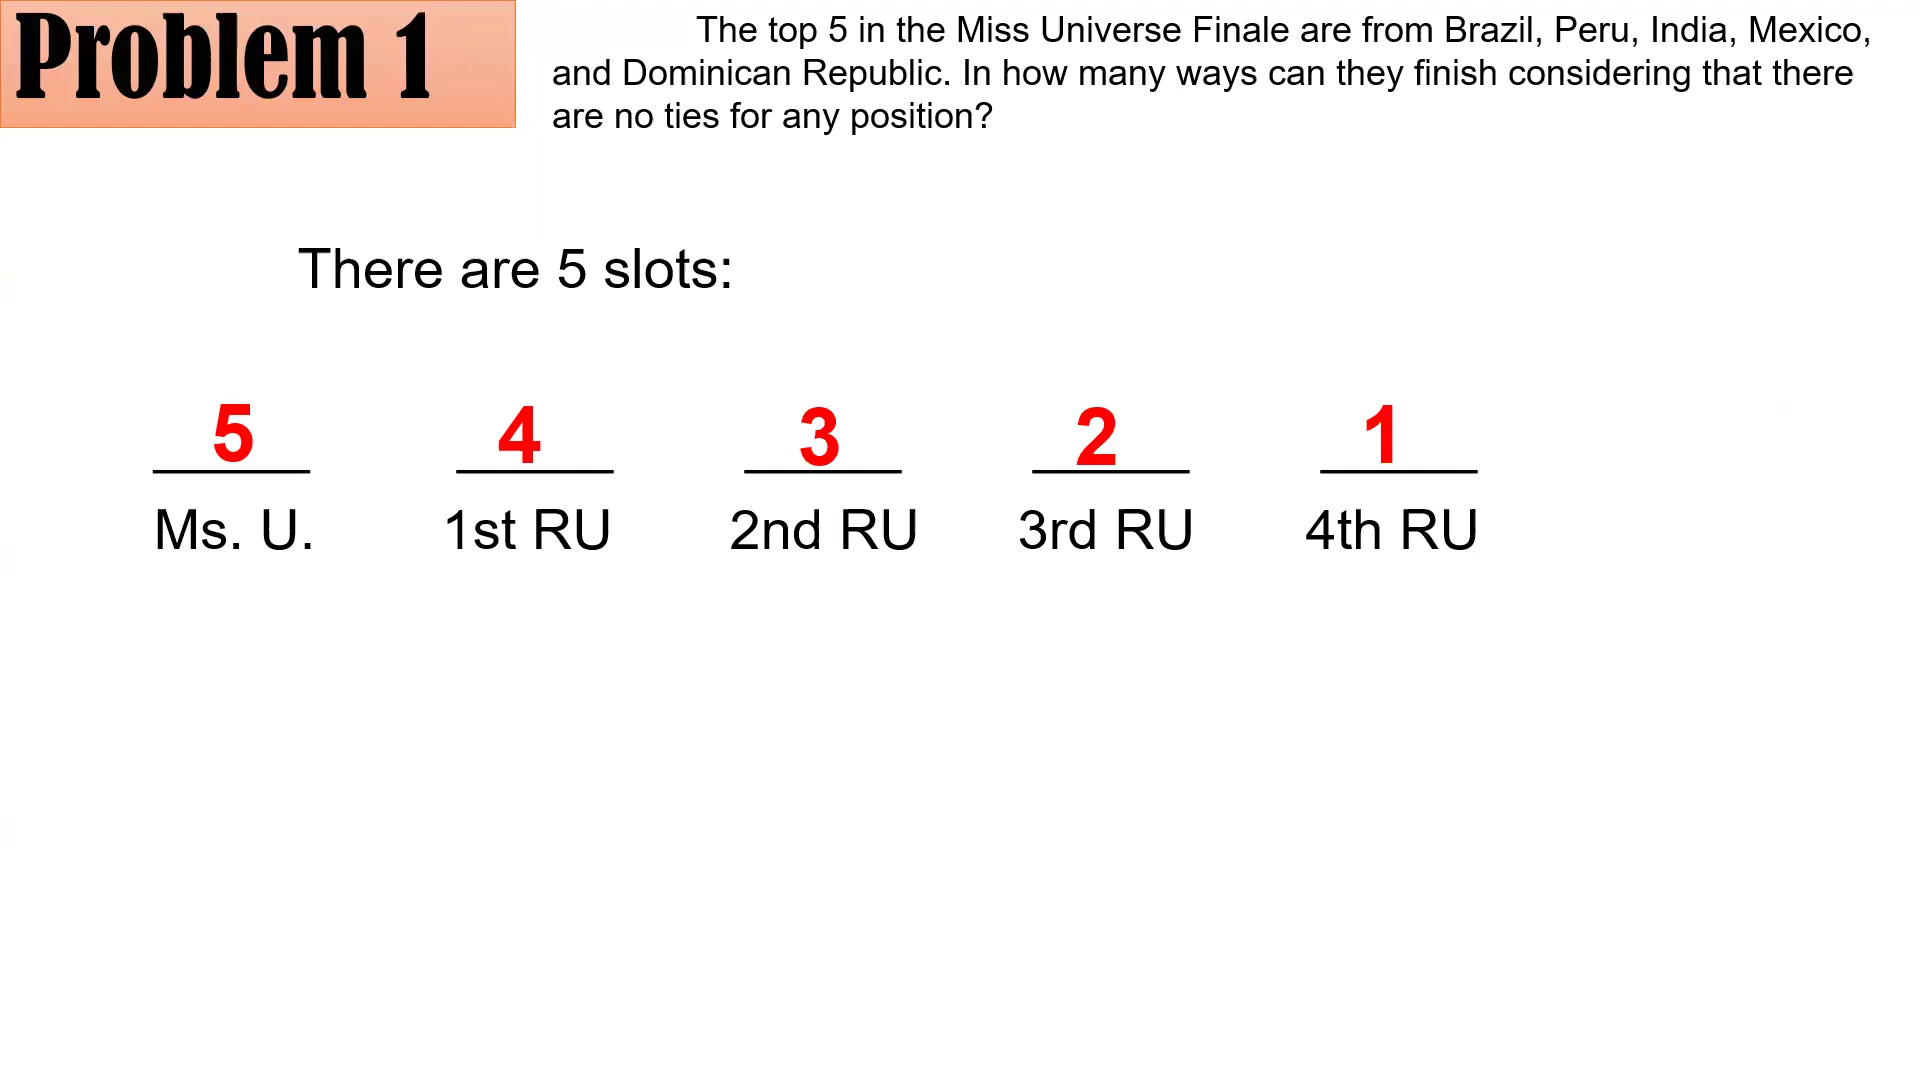 Problem 1
The top 5 in the Miss Universe Finale are from Brazil, Peru, India, Mexico,
and Dominican Republic. In how many ways can they finish considering that there
are no ties for any position?
There are 5 slots:
5 4 3 2 1
Ms. U. 1st RU 2nd RU 3rd RU 4th RU